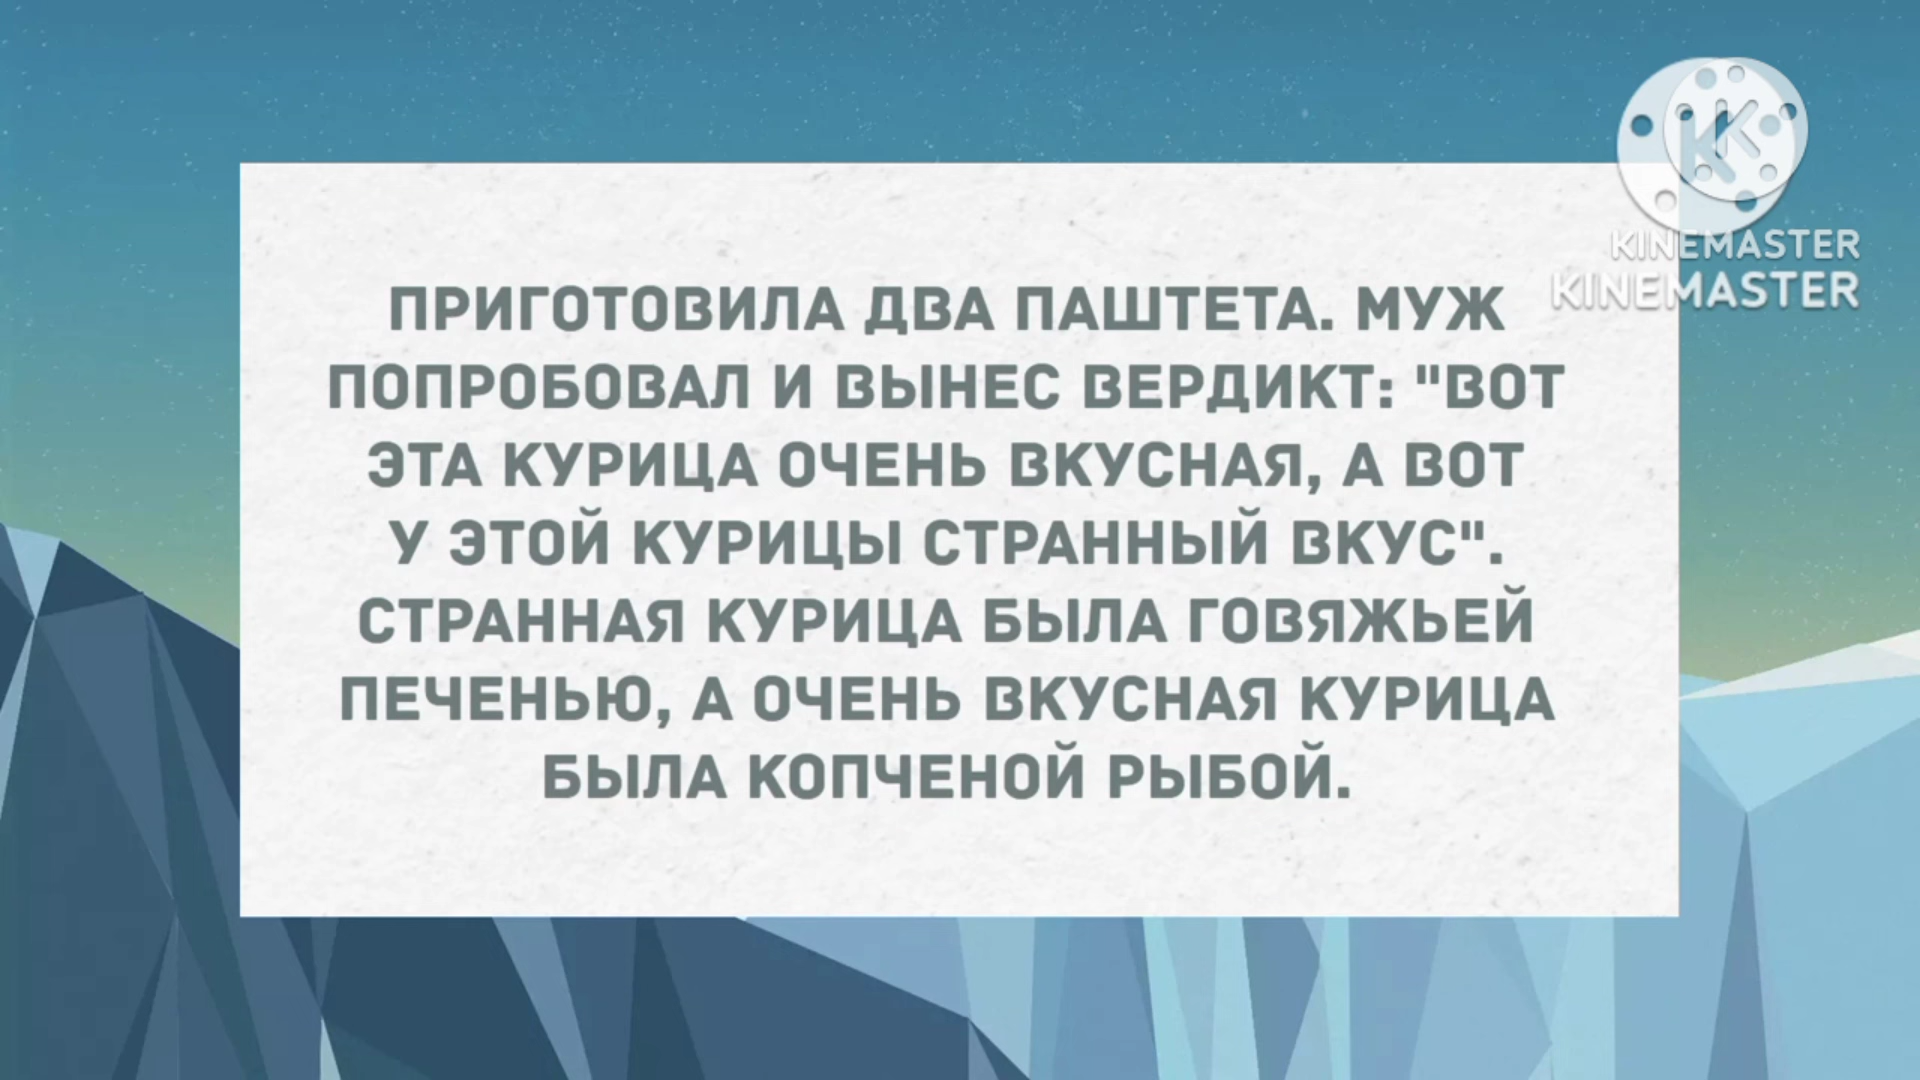 KINEMASTER
KINEMASTER
ПРИГОТОВИЛА ДВА ПАШТЕТА. МУЖ
ПОПРОБОВАЛ И ВЫНЕС ВЕРДИКТ: "ВОТ
ЭТА КУРИЦА ОЧЕНЬ ВКУСНАЯ, А ВОТ
У ЭТОЙ КУРИЦЫ СТРАННЫЙ ВКУС".
СТРАННАЯ КУРИЦА БЫЛА ГОВЯЖЬЕЙ
ПЕЧЕНЬЮ, А ОЧЕНЬ ВКУСНАЯ КУРИЦА
БЫЛА КОПЧЕНОЙ РЫБОЙ.